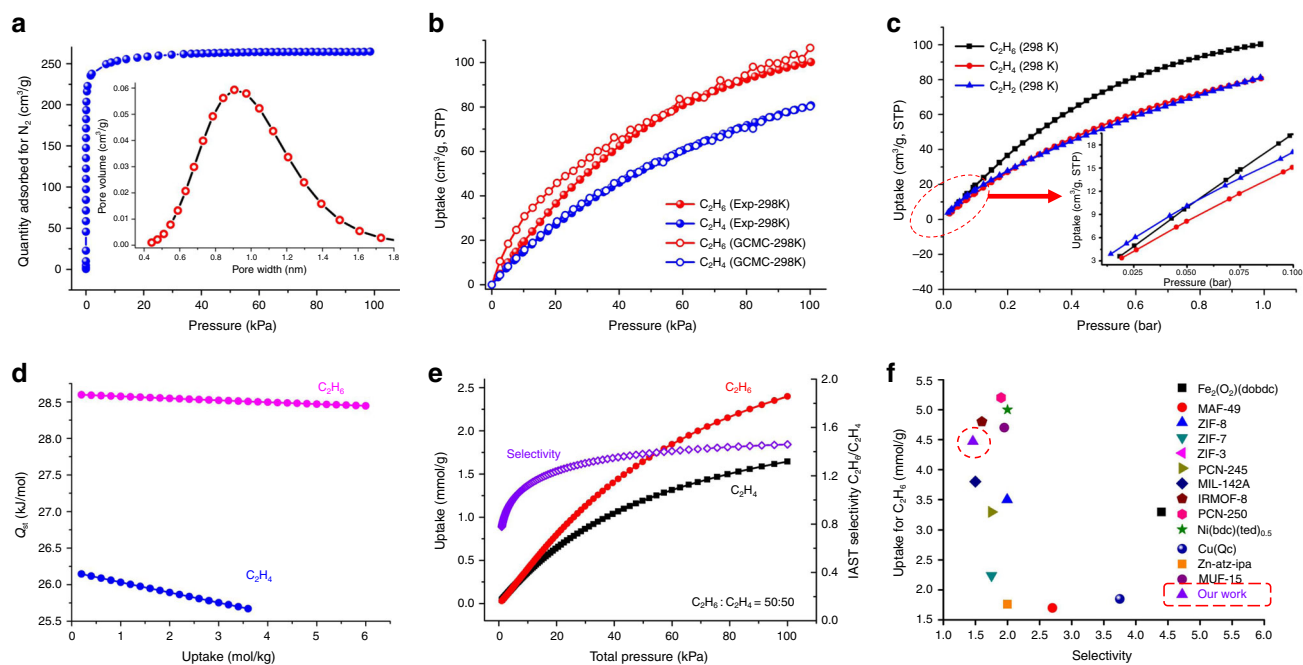 a
Quantity adsorbed for N₂ (cm³/g)
300
250
200
150
100
50
0
0 20 40 60 80 100
Pressure (kPa)
Pore volume (cm³/g)
0.06
0.05
0.04
0.03
0.02
0.01
0.00
0.4 0.6 0.8 1.0 1.2 1.4 1.6 1.8
Pore width (nm)
b
Uptake (cm³/g, STP)
120
100
80
60
40
20
0
0 20 40 60 80 100
Pressure (kPa)
C₂H₆ (Exp-298K)
C₂H₄ (Exp-298K)
C₂H₆ (GCMC-298K)
C₂H₄ (GCMC-298K)
c
Uptake (cm³/g, STP)
120
100
80
60
40
20
0
−20
−40
0.0 0.2 0.4 0.6 0.8 1.0
Pressure (bar)
C₂H₆ (298 K)
C₂H₄ (298 K)
C₂H₂ (298 K)
Uptake (cm³/g, STP)
18
15
12
9
6
3
0.025 0.050 0.075 0.100
Pressure (bar)
d
Qst (kJ/mol)
28.5
28.0
27.5
27.0
26.5
26.0
25.5
0 1 2 3 4 5 6
Uptake (mol/kg)
C₂H₆
C₂H₄
e
Uptake (mmol/g)
2.5
2.0
1.5
1.0
0.5
0.0
0 20 40 60 80 100
Total pressure (kPa)
IAST selectivity C₂H₆/C₂H₄
2.0
1.6
1.2
0.8
0.4
0.0
C₂H₆
Selectivity
C₂H₄
C₂H₆ : C₂H₄ = 50:50
f
Uptake for C₂H₆ (mmol/g)
5.5
5.0
4.5
4.0
3.5
3.0
2.5
2.0
1.5
1.0 1.5 2.0 2.5 3.0 3.5 4.0 4.5 5.0 5.5 6.0
Selectivity
Fe₂(O₂)(dobdc)
MAF-49
ZIF-8
ZIF-7
ZIF-3
PCN-245
MIL-142A
IRMOF-8
PCN-250
Ni(bdc)(ted)₀.₅
Cu(Qc)
Zn-atz-ipa
MUF-15
Our work